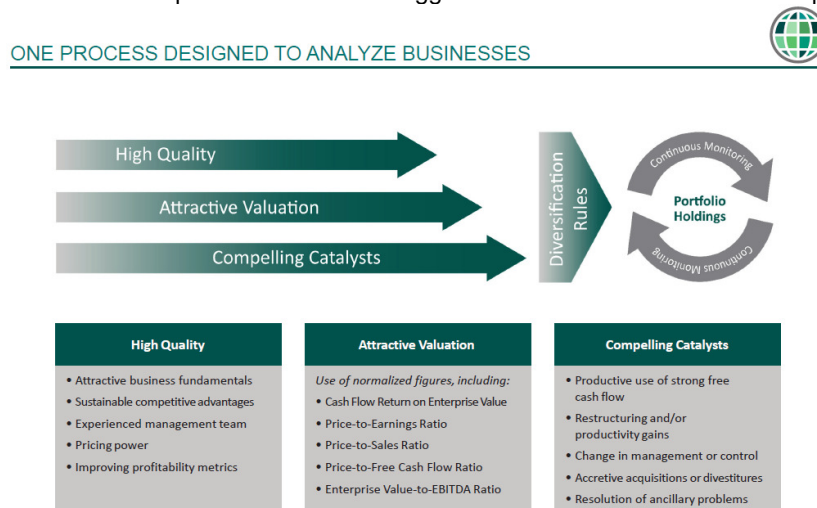 ONE PROCESS DESIGNED TO ANALYZE BUSINESSES
High Quality
Attractive Valuation
Compelling Catalysts
Diversification
Rules
Continuous Monitoring
Portfolio
Holdings
Continuous Monitoring
High Quality
• Attractive business fundamentals
• Sustainable competitive advantages
• Experienced management team
• Pricing power
• Improving profitability metrics
Attractive Valuation
Use of normalized figures, including:
• Cash Flow Return on Enterprise Value
• Price-to-Earnings Ratio
• Price-to-Sales Ratio
• Price-to-Free Cash Flow Ratio
• Enterprise Value-to-EBITDA Ratio
Compelling Catalysts
• Productive use of strong free
cash flow
• Restructuring and/or
productivity gains
• Change in management or control
• Accretive acquisitions or divestitures
• Resolution of ancillary problems